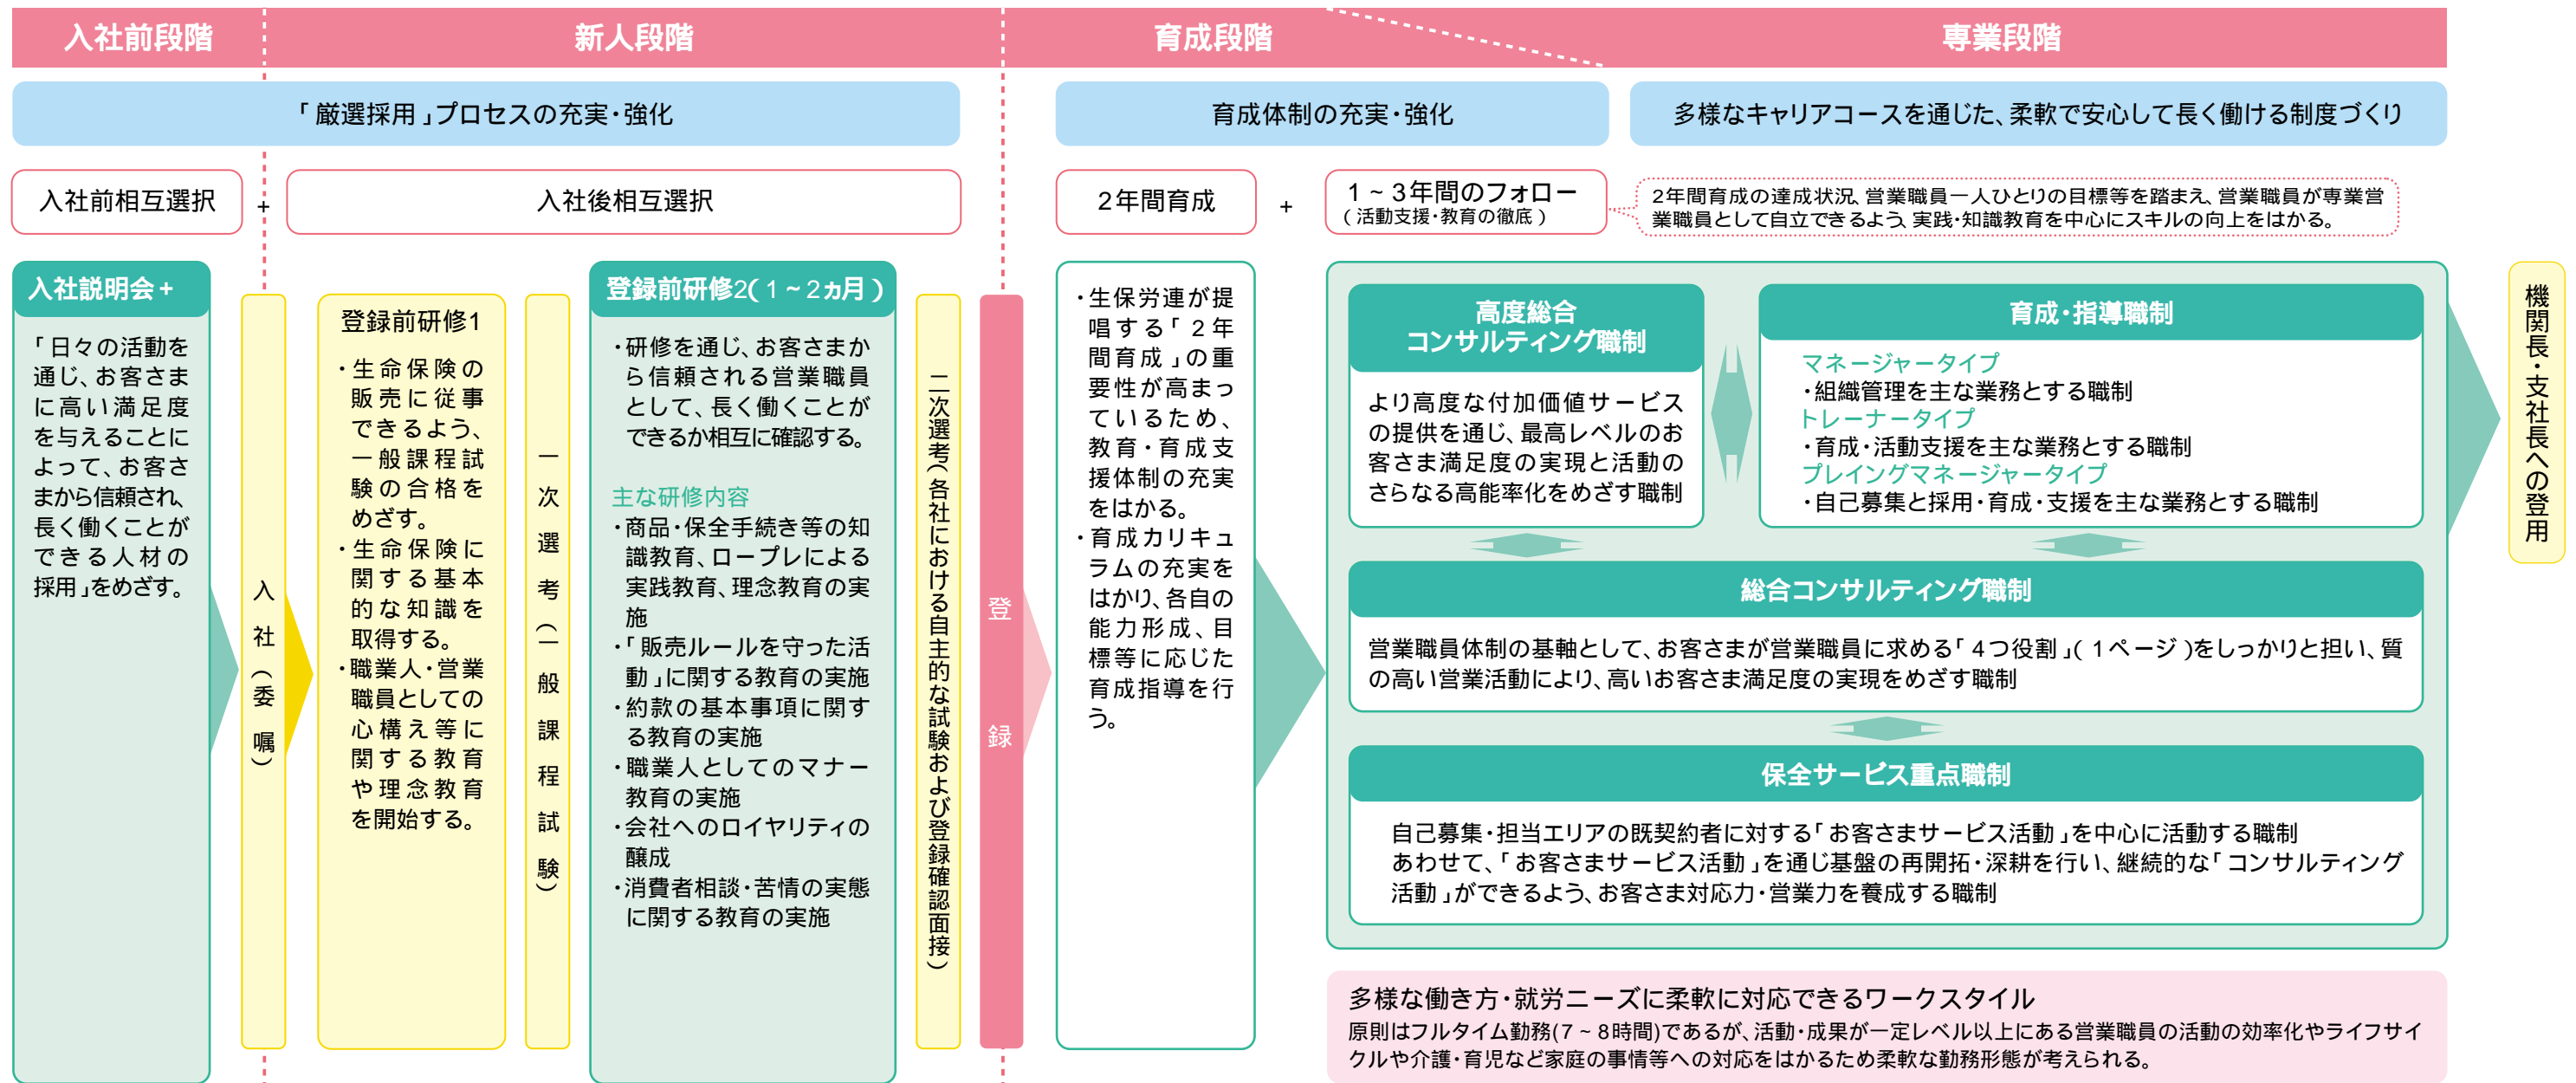 入社前段階
新人段階
育成段階
専業段階
「厳選採用」プロセスの充実・強化
育成体制の充実・強化
多様なキャリアコースを通じた、柔軟で安心して長く働ける制度づくり
入社前相互選択
+
入社後相互選択
2年間育成
+
1~3年間のフォロー
(活動支援・教育の徹底)
2年間育成の達成状況、営業職員一人ひとりの目標等を踏まえ、営業職員が専業営
業職員として自立できるよう、実践・知識教育を中心にスキルの向上をはかる。
入社説明会+
「日々の活動を
通じ、お客さま
に高い満足度
を与えることに
よって、お客さ
まから信頼され、
長く働くことが
できる人材の
採用」をめざす。
入社(委嘱)
登録前研修1
・生命保険の
販売に従事
できるよう、
一般課程試
験の合格を
めざす。
・生命保険に
関する基本
的な知識を
取得する。
・職業人・営業
職員としての
心構え等に
関する教育
や理念教育
を開始する。
一次選考(一般課程試験)
登録前研修2(1~2ヵ月)
・研修を通じ、お客さまか
ら信頼される営業職員
として、長く働くことが
できるか相互に確認する。
主な研修内容
・商品・保全手続き等の知
識教育、ロープレによる
実践教育、理念教育の実
施
・「販売ルールを守った活
動」に関する教育の実施
・約款の基本事項に関す
る教育の実施
・職業人としてのマナー
教育の実施
・会社へのロイヤリティの
醸成
・消費者相談・苦情の実態
に関する教育の実施
二次選考(各社における自主的な試験および登録確認面接)
登録
・生保労連が提
唱する「2年
間育成」の重
要性が高まっ
ているため、
教育・育成支
援体制の充実
をはかる。
・育成カリキュ
ラムの充実を
はかり、各自の
能力形成、目
標等に応じた
育成指導を行
う。
高度総合
コンサルティング職制
より高度な付加価値サービス
の提供を通じ、最高レベルのお
客さま満足度の実現と活動の
さらなる高能率化をめざす職制
育成・指導職制
マネージャータイプ
・組織管理を主な業務とする職制
トレーナータイプ
・育成・活動支援を主な業務とする職制
プレイングマネージャータイプ
・自己募集と採用・育成・支援を主な業務とする職制
総合コンサルティング職制
営業職員体制の基軸として、お客さまが営業職員に求める「4つ役割」(1ページ)をしっかりと担い、質
の高い営業活動により、高いお客さま満足度の実現をめざす職制
保全サービス重点職制
自己募集・担当エリアの既契約者に対する「お客さまサービス活動」を中心に活動する職制
あわせて、「お客さまサービス活動」を通じ基盤の再開拓・深耕を行い、継続的な「コンサルティング
活動」ができるよう、お客さま対応力・営業力を養成する職制
機関長・支社長への登用
多様な働き方・就労ニーズに柔軟に対応できるワークスタイル
原則はフルタイム勤務(7~8時間)であるが、活動・成果が一定レベル以上にある営業職員の活動の効率化やライフサイ
クルや介護・育児など家庭の事情等への対応をはかるため柔軟な勤務形態が考えられる。